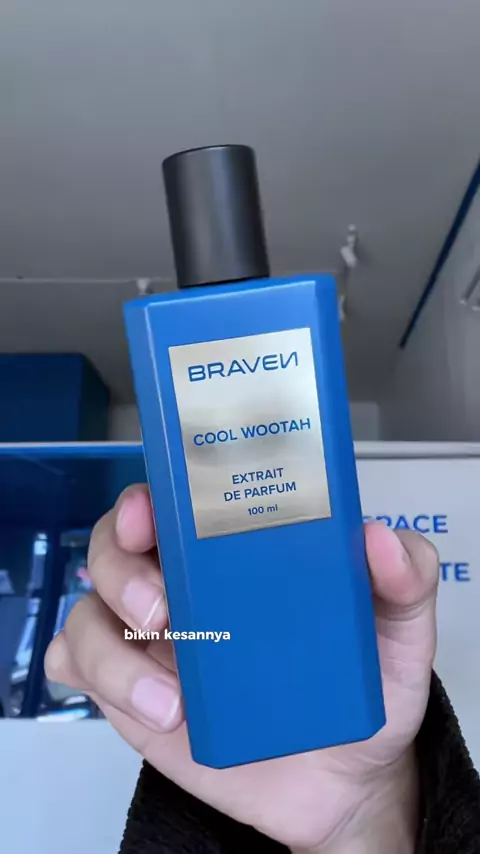 BRAVEN
COOL WOOTAH
EXTRAIT
DE PARFUM
100 ml
SPACE
TE
bikin kesannya